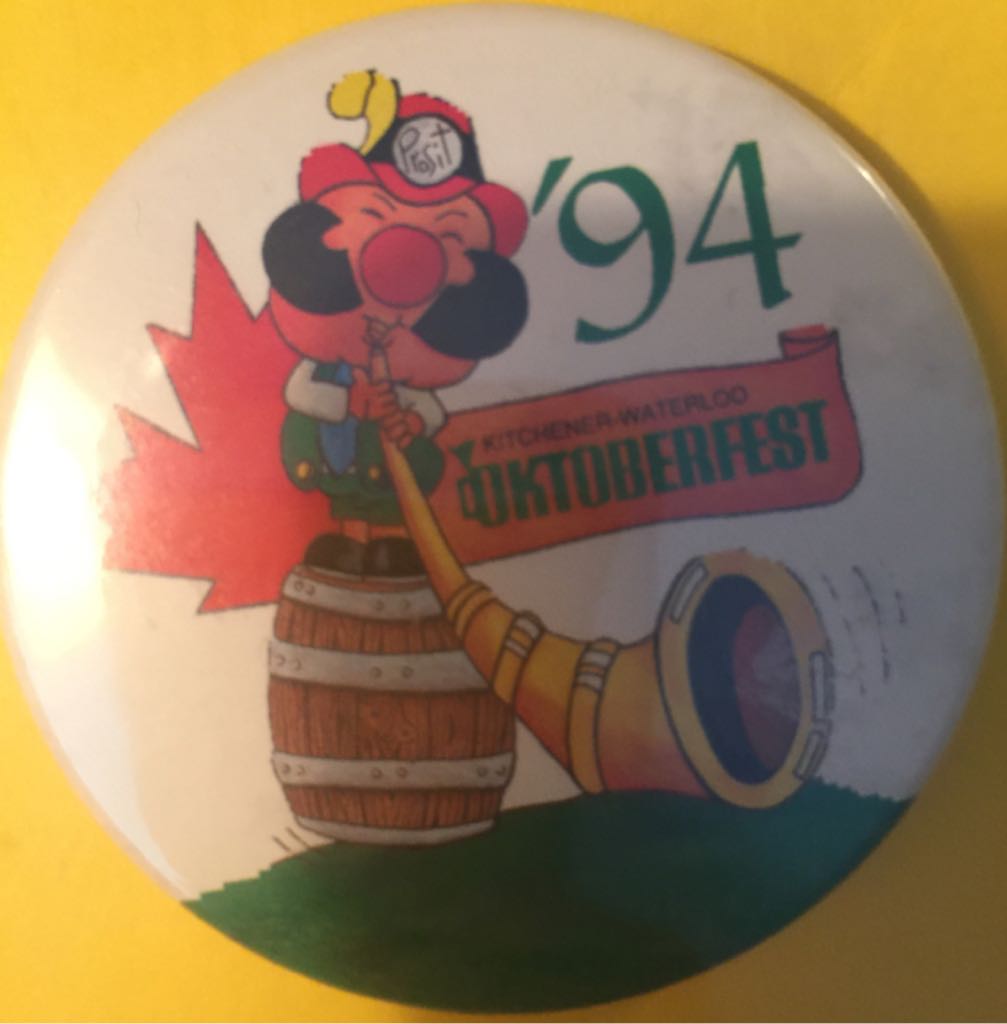 Prosit
'94
KITCHENER-WATERLOO
OKTOBERFEST